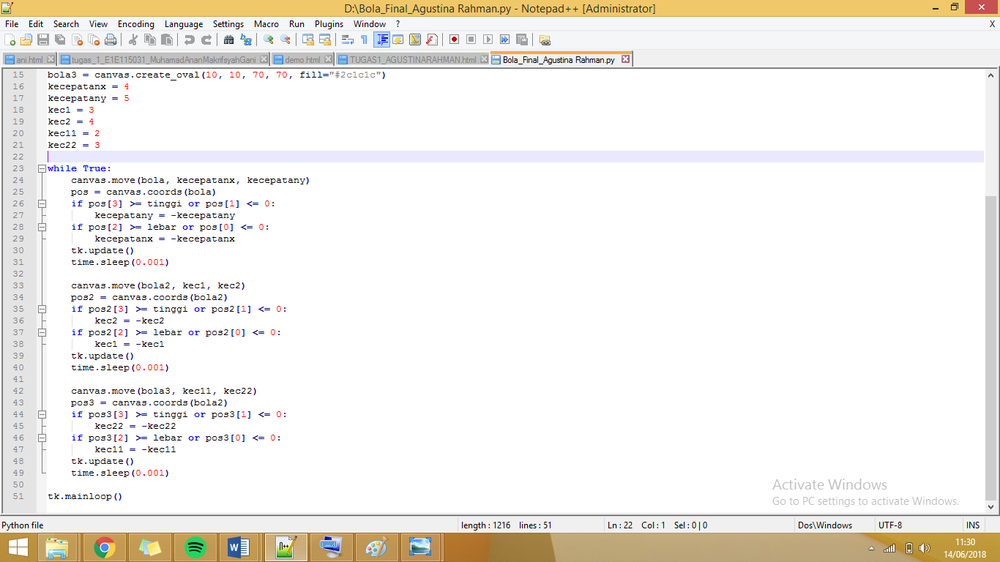 D:\Bola_Final_Agustina Rahman.py - Notepad++ [Administrator]
File Edit Search View Encoding Language Settings Macro Run Plugins Window ? X
ani.html tugas_1_E1E115031_MuhamadAnanMakrifsyahGani demo.html TUGAS1_AGUSTINARAHMAN.html Bola_Final_Agustina Rahman.py
15 bola3 = canvas.create_oval(10, 10, 70, 70, fill="#2c1c1c")
16 kecepatanx = 4
17 kecepatany = 5
18 kec1 = 3
19 kec2 = 4
20 kec11 = 2
21 kec22 = 3
22
23 while True:
24     canvas.move(bola, kecepatanx, kecepatany)
25     pos = canvas.coords(bola)
26     if pos[3] >= tinggi or pos[1] <= 0:
27         kecepatany = -kecepatany
28     if pos[2] >= lebar or pos[0] <= 0:
29         kecepatanx = -kecepatanx
30     tk.update()
31     time.sleep(0.001)
32
33     canvas.move(bola2, kec1, kec2)
34     pos2 = canvas.coords(bola2)
35     if pos2[3] >= tinggi or pos2[1] <= 0:
36         kec2 = -kec2
37     if pos2[2] >= lebar or pos2[0] <= 0:
38         kec1 = -kec1
39     tk.update()
40     time.sleep(0.001)
41
42     canvas.move(bola3, kec11, kec22)
43     pos3 = canvas.coords(bola2)
44     if pos3[3] >= tinggi or pos3[1] <= 0:
45         kec22 = -kec22
46     if pos3[2] >= lebar or pos3[0] <= 0:
47         kec11 = -kec11
48     tk.update()
49     time.sleep(0.001)
50
51 tk.mainloop()
Activate Windows
Go to PC settings to activate Windows.
Python file length : 1216 lines : 51 Ln : 22 Col : 1 Sel : 0 | 0 Dos\Windows UTF-8 INS
11:30
14/06/2018